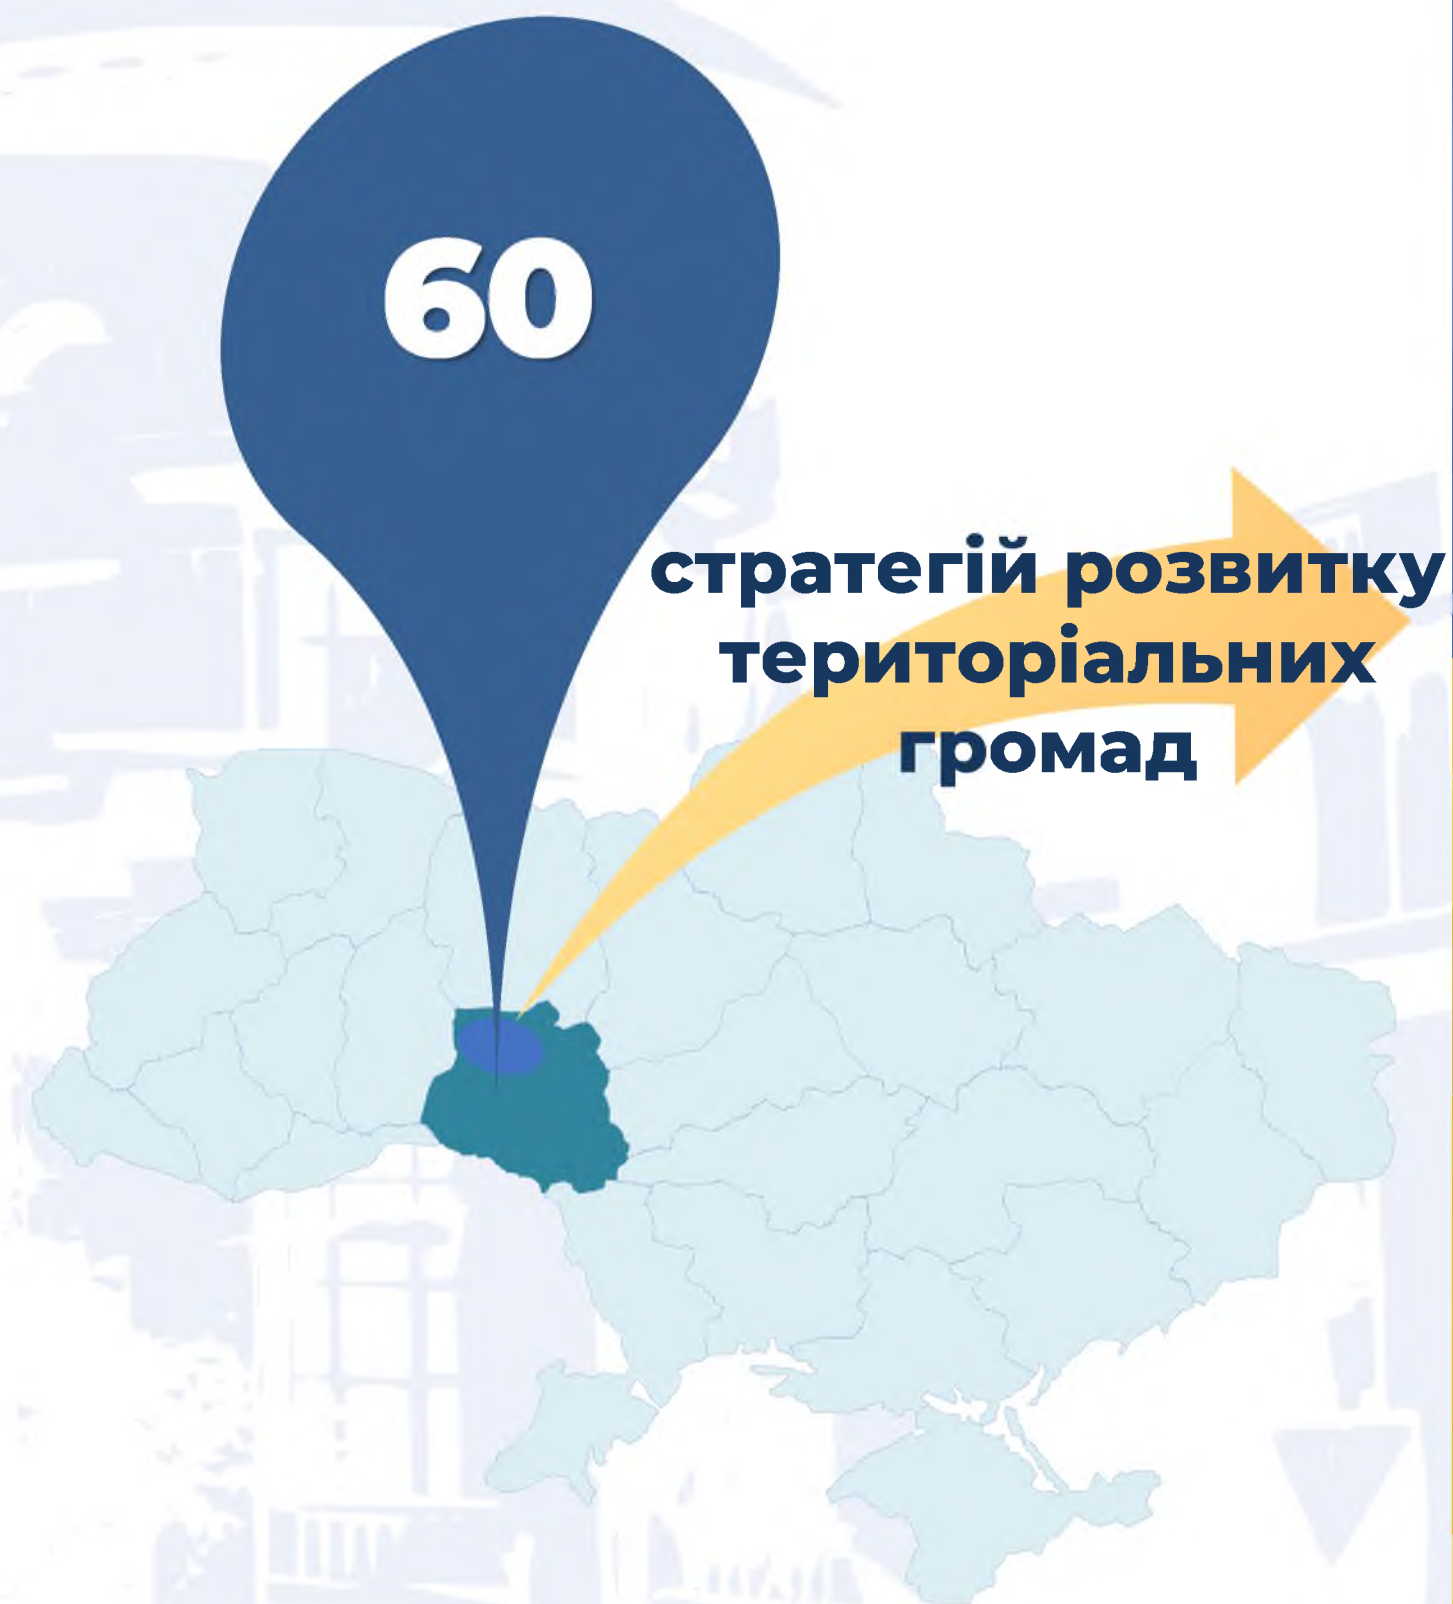 60
стратегій розвитку
територіальних
громад